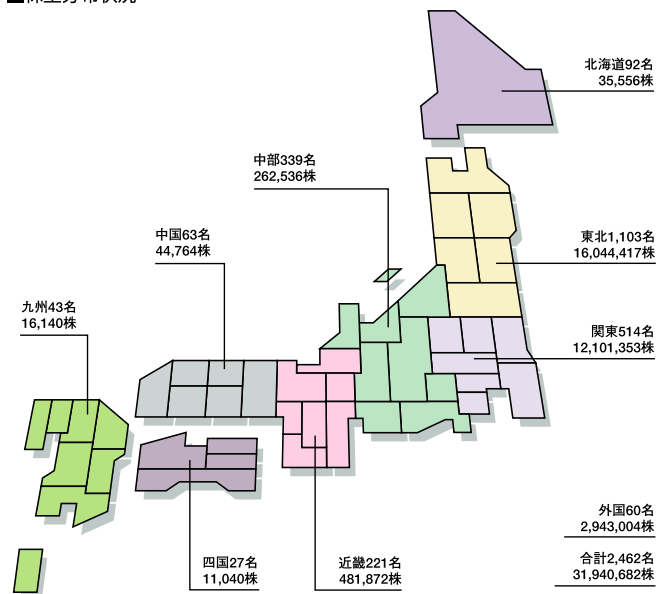 北海道92名
35,556株
中部339名
262,536株
中国63名
44,764株
東北1,103名
16,044,417株
九州43名
16,140株
関東514名
12,101,353株
外国60名
2,943,004株
四国27名
11,040株
近畿221名
481,872株
合計2,462名
31,940,682株